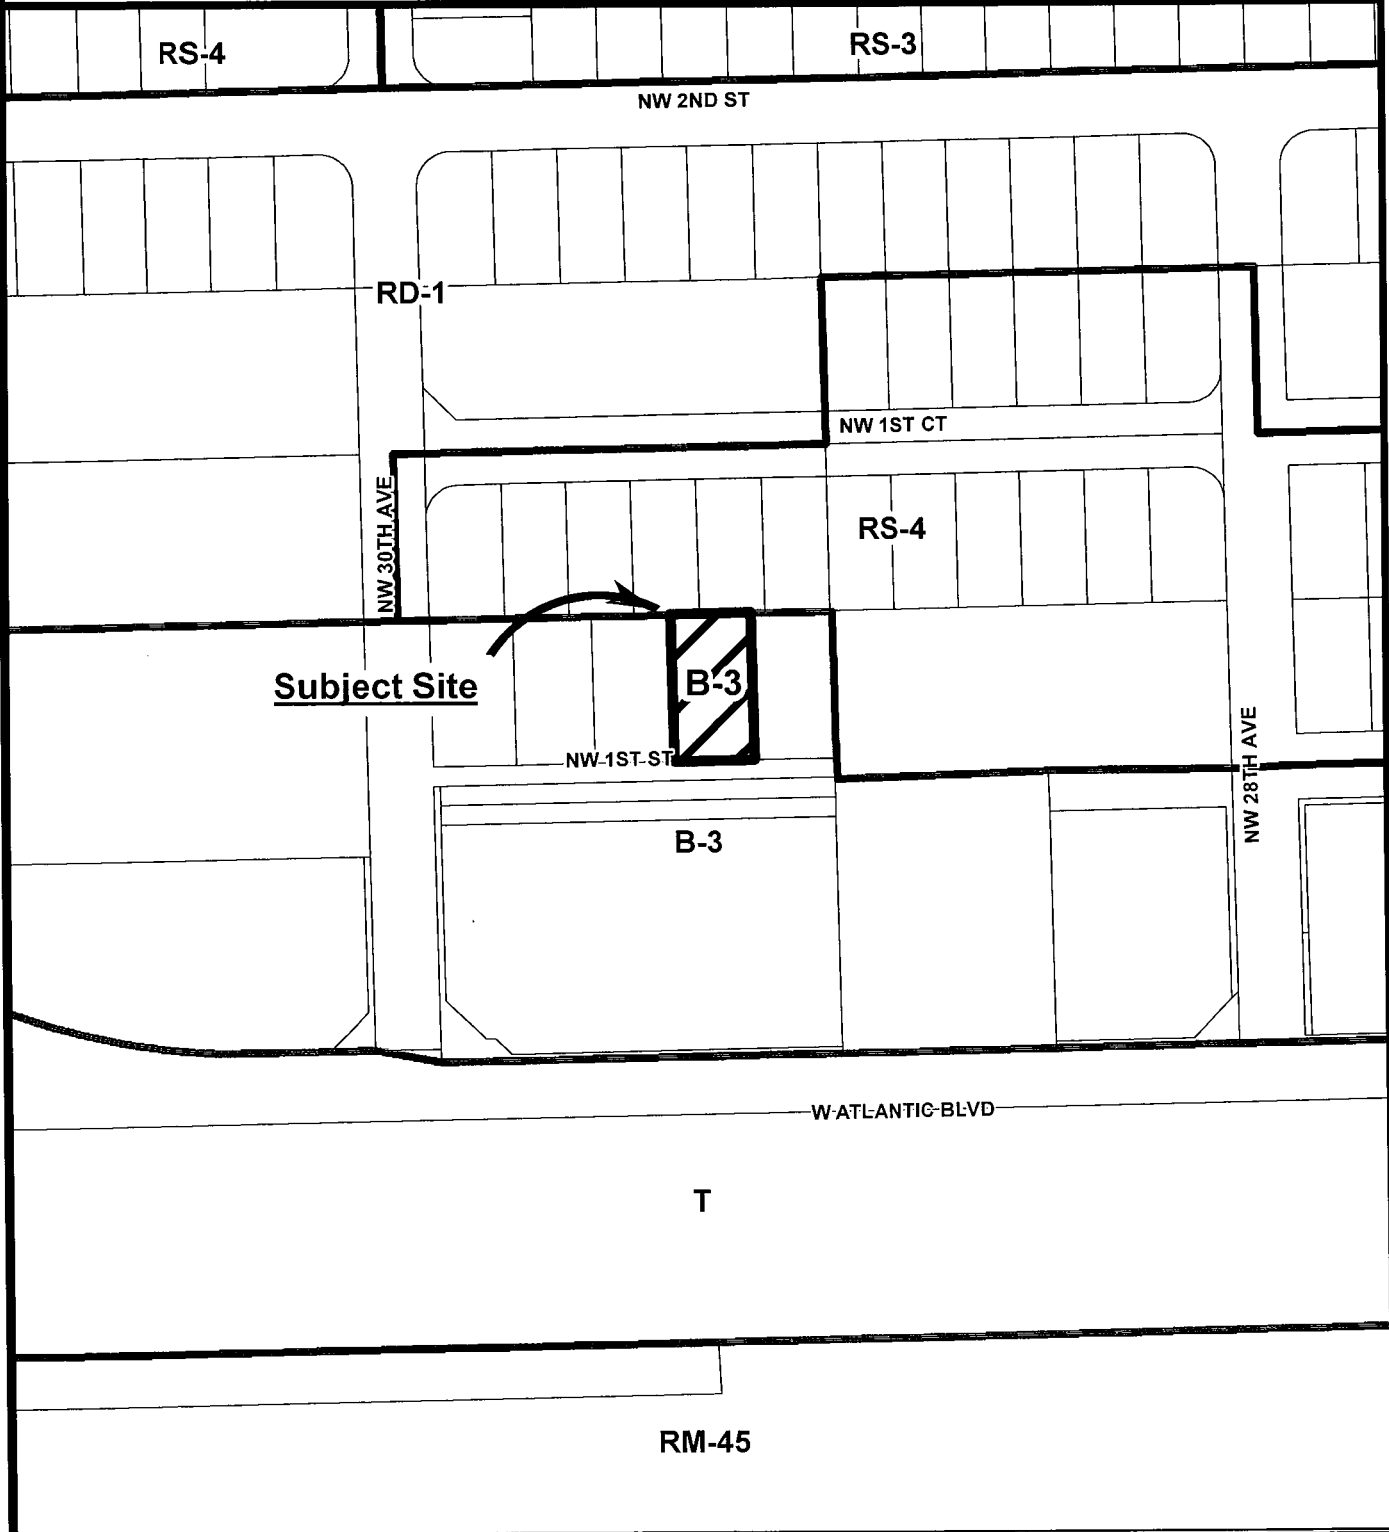 RS-4
RS-3
NW 2ND ST
RD-1
NW 1ST CT
NW 30TH AVE
RS-4
Subject Site
B-3
NW 1ST ST
NW 28TH AVE
B-3
W ATLANTIC BLVD
T
RM-45